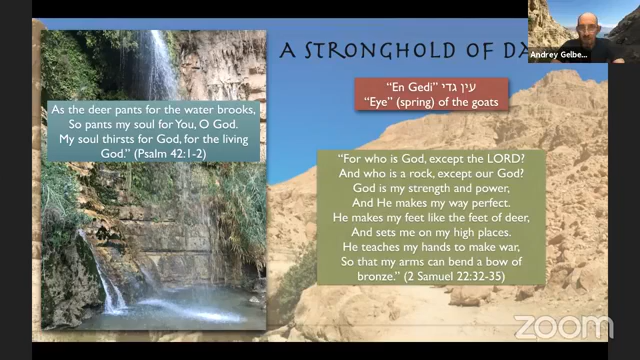 A STRONGHOLD OF
Andrey Gelbe...
"En Gedi" עין גדי
"Eye" (spring) of the goats
As the deer pants for the water brooks,
So pants my soul for You, O God.
My soul thirsts for God, for the living
God." (Psalm 42:1-2)
"For who is God, except the LORD?
And who is a rock, except our God?
God is my strength and power,
And He makes my way perfect.
He makes my feet like the feet of deer,
And sets me on my high places.
He teaches my hands to make war,
So that my arms can bend a bow of
bronze." (2 Samuel 22:32-35)
zoom